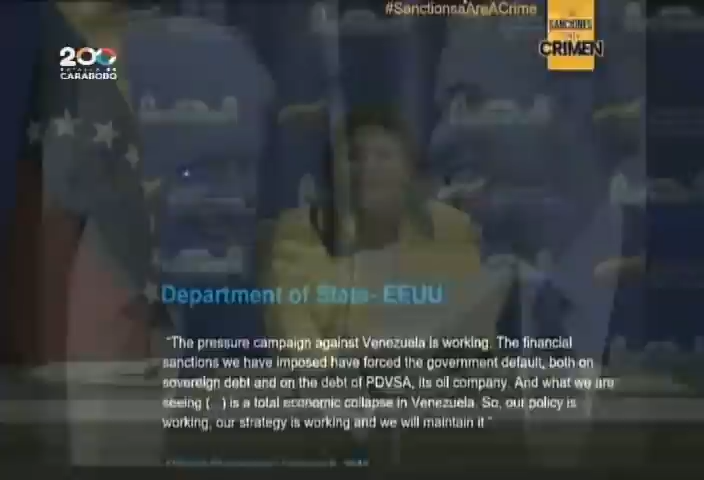 #SanctionsAreACrime
SANCIONES
CRIMEN
200
BATALLA DE
CARABOBO
Department of State- EEUU
"The pressure campaign against Venezuela is working. The financial
sanctions we have imposed have forced the government default, both on
sovereign debt and on the debt of PDVSA, its oil company. And what we are
seeing (...) is a total economic collapse in Venezuela. So, our policy is
working, our strategy is working and we will maintain it"